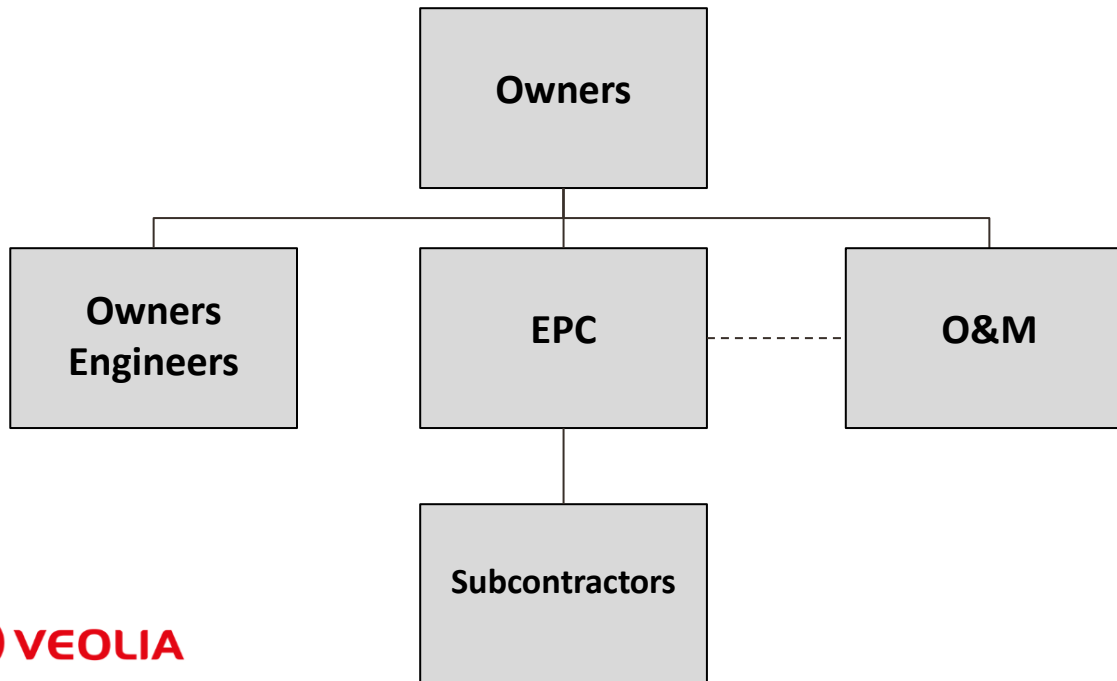 Owners
Owners
Engineers
EPC
O&M
Subcontractors
VEOLIA